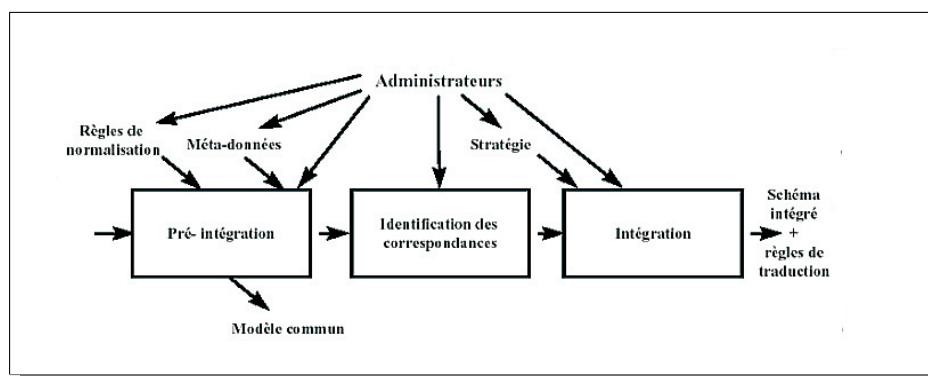 Administrateurs
Règles de
normalisation
Méta-données
Stratégie
Pré- intégration
Identification des
correspondances
Intégration
Schéma
intégré
+
règles de
traduction
Modèle commun